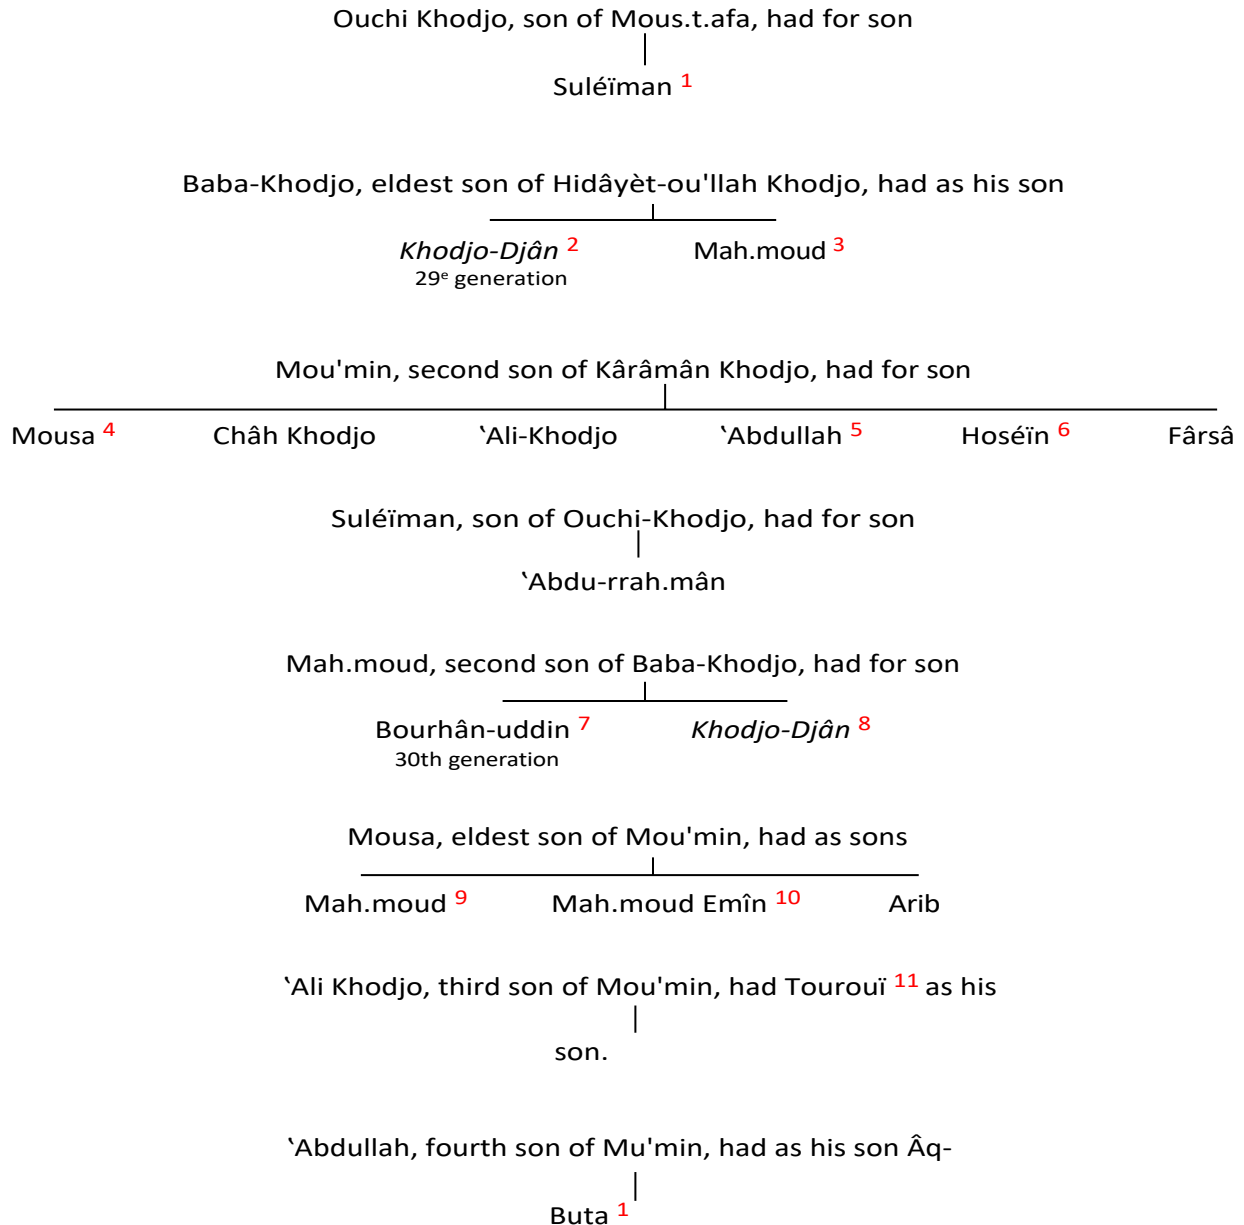 Ouchi Khodjo, son of Mous.t.afa, had for son
Suléïman 1
Baba-Khodjo, eldest son of Hidâyèt-ou'llah Khodjo, had as his son
Khodjo-Djân 2 Mah.moud 3
29e generation
Mou'min, second son of Kârâmân Khodjo, had for son
Mousa 4 Châh Khodjo ‛Ali-Khodjo ‛Abdullah 5 Hoséïn 6 Fârsâ
Suléïman, son of Ouchi-Khodjo, had for son
‛Abdu-rrah.mân
Mah.moud, second son of Baba-Khodjo, had for son
Bourhân-uddin 7 Khodjo-Djân 8
30th generation
Mousa, eldest son of Mou'min, had as sons
Mah.moud 9 Mah.moud Emîn 10 Arib
‛Ali Khodjo, third son of Mou'min, had Tourouï 11 as his
son.
‛Abdullah, fourth son of Mu'min, had as his son Âq-
Buta 1